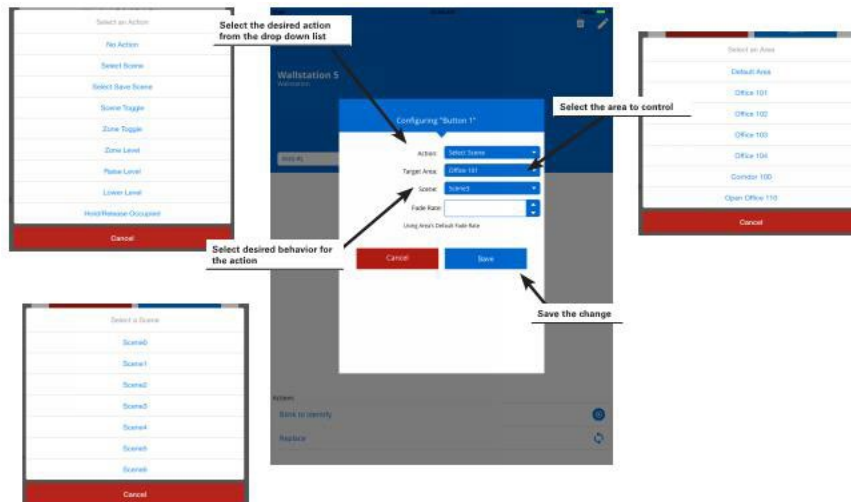 Select an Action
No Action
Select Scene
Select Save Scene
Scene Toggle
Zone Toggle
Zone Level
Raise Level
Lower Level
Hold/Release Occupied
Cancel
Select the desired action
from the drop down list
Wallstation 5
Wallstation
Configuring "Button 1"
Action: Select Scene
Target Area: Office 101
Scene: Scene3
Fade Rate:
Using Area's Default Fade Rate
Cancel
Save
Select the area to control
Select desired behavior for
the action
Save the change
Actions
Blink to Identify
Replace
Select an Area
Default Area
Office 101
Office 102
Office 103
Office 104
Corridor 100
Open Office 110
Cancel
Select a Scene
Scene0
Scene1
Scene2
Scene3
Scene4
Scene5
Scene6
Cancel